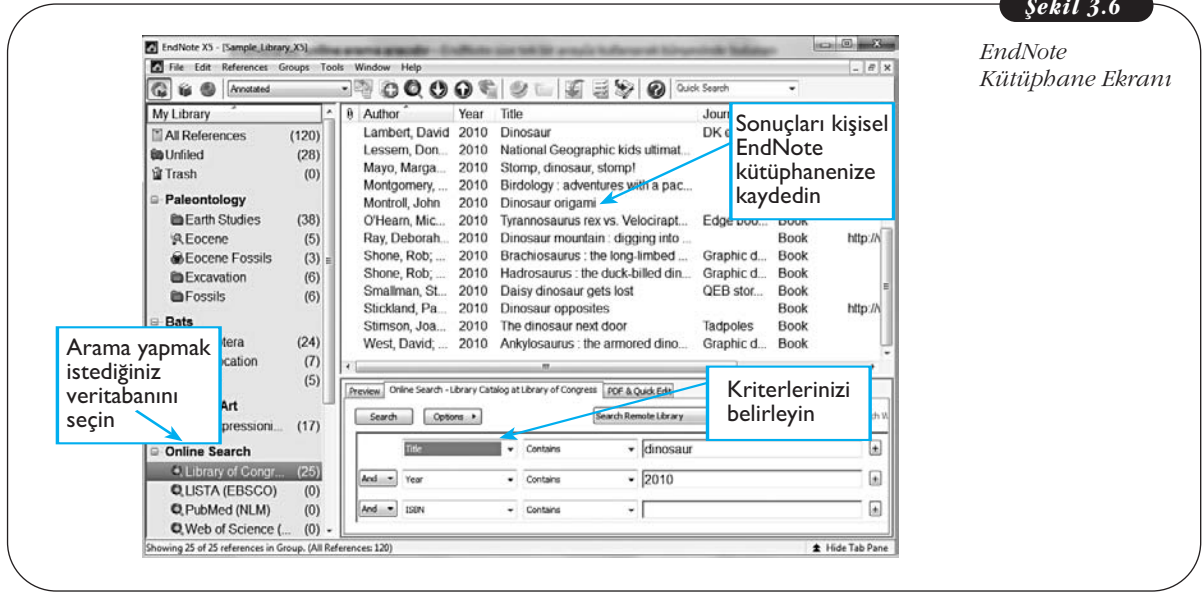 Şekil 3.6
EndNote
Kütüphane Ekranı
EndNote X5 - [Sample_Library_X5]
File Edit References Groups Tools Window Help
Annotated
Quick Search
My Library
All References (120)
Unfiled (28)
Trash (0)
Paleontology
Earth Studies (38)
Eocene (5)
Eocene Fossils (3)
Excavation (6)
Fossils (6)
Bats
tera (24)
cation (7)
(5)
Art
pressioni... (17)
Online Search
Library of Congr... (25)
LISTA (EBSCO) (0)
PubMed (NLM) (0)
Web of Science (... (0)
Author Year Title Jour
Lambert, David 2010 Dinosaur DK
Lessem, Don... 2010 National Geographic kids ultimat...
Mayo, Marga... 2010 Stomp, dinosaur, stomp!
Montgomery, ... 2010 Birdology : adventures with a pac...
Montroll, John 2010 Dinosaur origami
O'Hearn, Mic... 2010 Tyrannosaurus rex vs. Velocirapt... Edge boo... Book
Ray, Deborah... 2010 Dinosaur mountain : digging into ... Book http://
Shone, Rob; ... 2010 Brachiosaurus : the long-limbed ... Graphic d... Book
Shone, Rob; ... 2010 Hadrosaurus : the duck-billed din... Graphic d... Book
Smallman, St... 2010 Daisy dinosaur gets lost QEB stor... Book
Stickland, Pa... 2010 Dinosaur opposites Book http://
Stimson, Joa... 2010 The dinosaur next door Tadpoles Book
West, David; ... 2010 Ankylosaurus : the armored dino... Graphic d... Book
Sonuçları kişisel
EndNote
kütüphanenize
kaydedin
Arama yapmak
istediğiniz
veritabanını
seçin
Kriterlerinizi
belirleyin
Preview Online Search - Library Catalog at Library of Congress PDF & Quick Edit
Search Options Search Remote Library
Title Contains dinosaur
And Year Contains 2010
And ISBN Contains
Showing 25 of 25 references in Group. (All References: 120) Hide Tab Pane